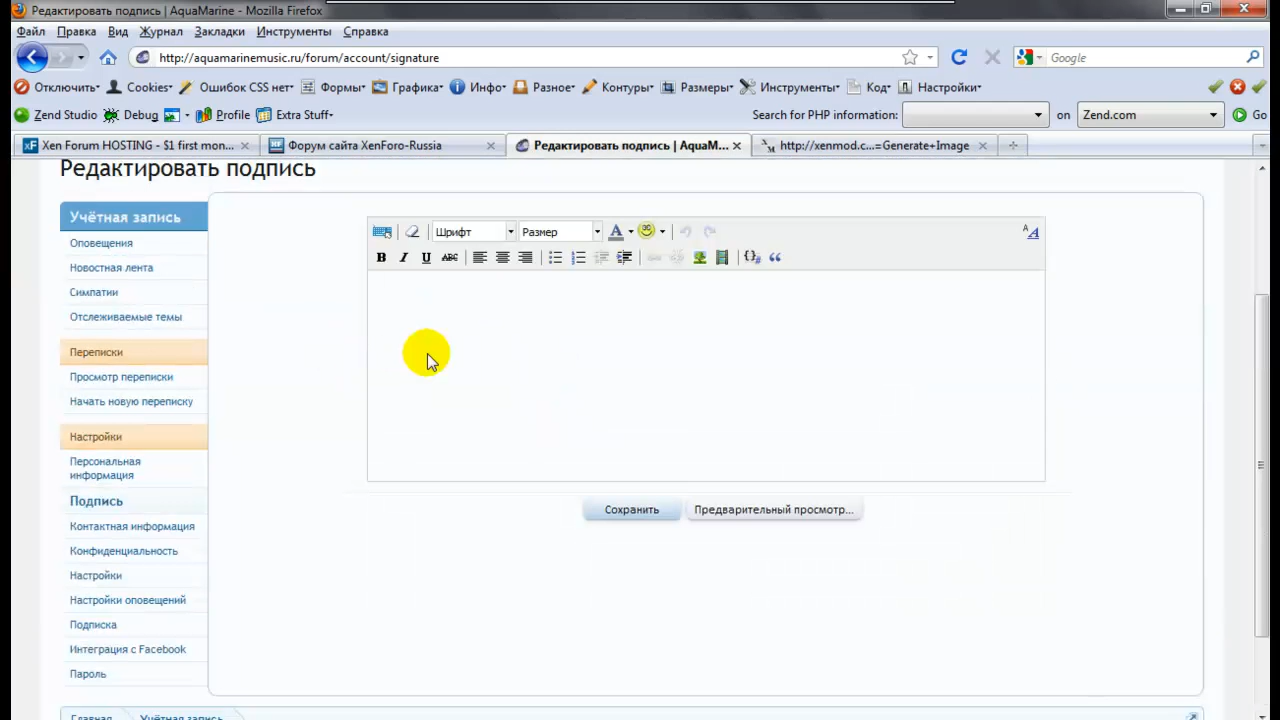 Редактировать подпись | AquaMarine - Mozilla Firefox
Файл Правка Вид Журнал Закладки Инструменты Справка
http://aquamarinemusic.ru/forum/account/signature Google
Отключить Cookies Ошибок CSS нет Формы Графика Инфо Разное Контуры Размеры Инструменты Код Настройки
Zend Studio Debug Profile Extra Stuff Search for PHP information: on Zend.com Go
Xen Forum HOSTING - $1 first mon... Форум сайта XenForo-Russia Редактировать подпись | AquaM... http://xenmod.c...=Generate+Image
Редактировать подпись
Учётная запись
Оповещения
Новостная лента
Симпатии
Отслеживаемые темы
Переписки
Просмотр переписки
Начать новую переписку
Настройки
Персональная
информация
Подпись
Контактная информация
Конфиденциальность
Настройки
Настройки оповещений
Подписка
Интеграция с Facebook
Пароль
Шрифт Размер A
B I U ABC
Сохранить Предварительный просмотр...
Главная Учётная запись